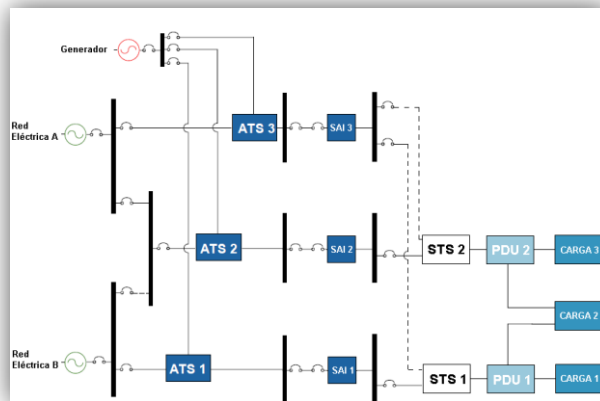 Generador
Red
Eléctrica A
ATS 3
SAI 3
ATS 2
SAI 2
STS 2
PDU 2
CARGA 3
CARGA 2
Red
Eléctrica B
ATS 1
SAI 1
STS 1
PDU 1
CARGA 1